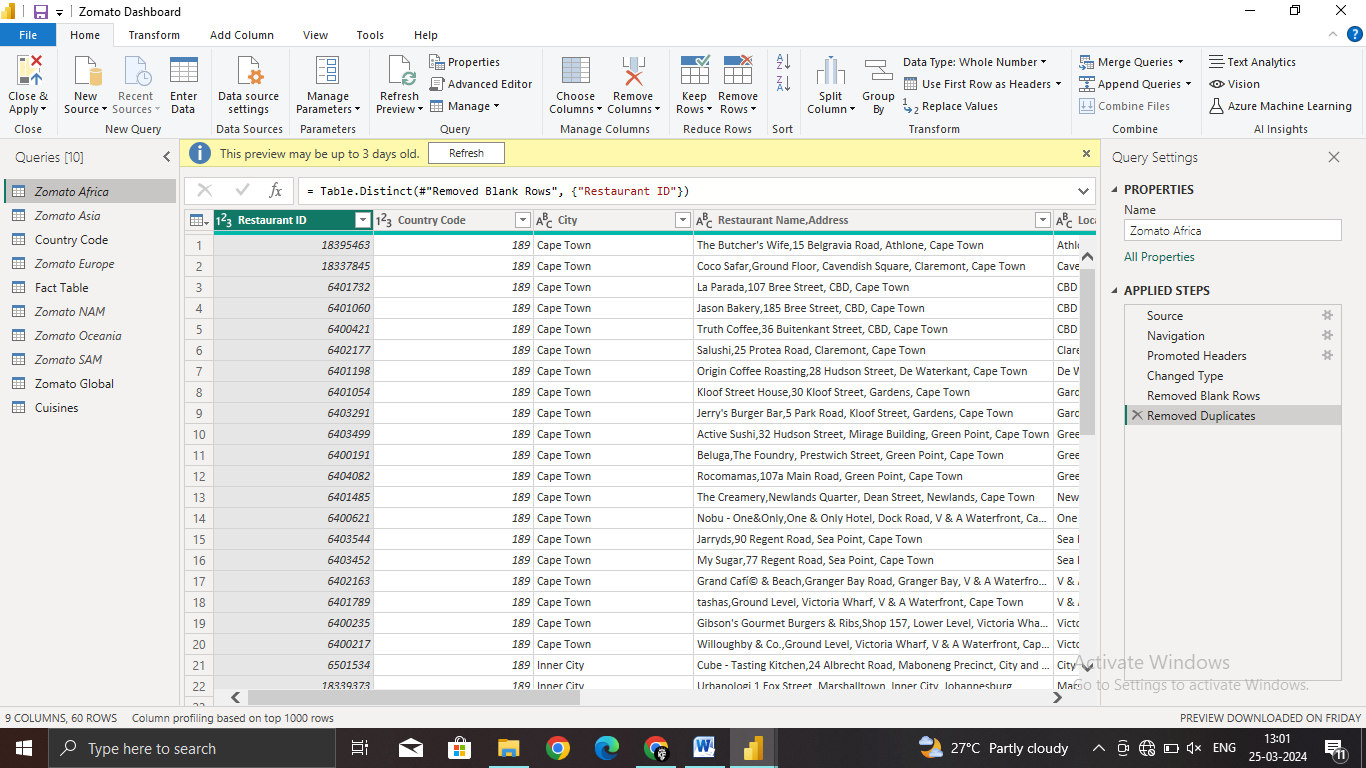 Zomato Dashboard
File Home Transform Add Column View Tools Help
Close & Apply
Close
New Source
Recent Sources
Enter Data
New Query
Data source settings
Data Sources
Manage Parameters
Parameters
Refresh Preview
Properties
Advanced Editor
Manage
Query
Choose Columns
Remove Columns
Manage Columns
Keep Rows
Remove Rows
Reduce Rows
Sort
Split Column
Group By
Data Type: Whole Number
Use First Row as Headers
Replace Values
Transform
Merge Queries
Append Queries
Combine Files
Combine
Text Analytics
Vision
Azure Machine Learning
AI Insights
Queries [10]
Zomato Africa
Zomato Asia
Country Code
Zomato Europe
Fact Table
Zomato NAM
Zomato Oceania
Zomato SAM
Zomato Global
Cuisines
This preview may be up to 3 days old. Refresh
fx = Table.Distinct(#"Removed Blank Rows", {"Restaurant ID"})
Restaurant ID Country Code City Restaurant Name,Address
1 18395463 189 Cape Town The Butcher's Wife,15 Belgravia Road, Athlone, Cape Town
2 18337845 189 Cape Town Coco Safar,Ground Floor, Cavendish Square, Claremont, Cape Town
3 6401732 189 Cape Town La Parada,107 Bree Street, CBD, Cape Town CBD
4 6401060 189 Cape Town Jason Bakery,185 Bree Street, CBD, Cape Town CBD
5 6400421 189 Cape Town Truth Coffee,36 Buitenkant Street, CBD, Cape Town CBD
6 6402177 189 Cape Town Salushi,25 Protea Road, Claremont, Cape Town
7 6401198 189 Cape Town Origin Coffee Roasting,28 Hudson Street, De Waterkant, Cape Town
8 6401054 189 Cape Town Kloof Street House,30 Kloof Street, Gardens, Cape Town
9 6403291 189 Cape Town Jerry's Burger Bar,5 Park Road, Kloof Street, Gardens, Cape Town
10 6403499 189 Cape Town Active Sushi,32 Hudson Street, Mirage Building, Green Point, Cape Town
11 6400191 189 Cape Town Beluga,The Foundry, Prestwich Street, Green Point, Cape Town
12 6404082 189 Cape Town Rocomamas,107a Main Road, Green Point, Cape Town
13 6401485 189 Cape Town The Creamery,Newlands Quarter, Dean Street, Newlands, Cape Town
14 6400621 189 Cape Town Nobu - One&Only,One & Only Hotel, Dock Road, V & A Waterfront, Ca... One
15 6403544 189 Cape Town Jarryds,90 Regent Road, Sea Point, Cape Town Sea
16 6403452 189 Cape Town My Sugar,77 Regent Road, Sea Point, Cape Town Sea
17 6402163 189 Cape Town Grand Café© & Beach,Granger Bay Road, Granger Bay, V & A Waterfro... V &
18 6401789 189 Cape Town tashas,Ground Level, Victoria Wharf, V & A Waterfront, Cape Town V &
19 6400235 189 Cape Town Gibson's Gourmet Burgers & Ribs,Shop 157, Lower Level, Victoria Wha...
20 6400217 189 Cape Town Willoughby & Co.,Ground Level, Victoria Wharf, V & A Waterfront, Cap...
21 6501534 189 Inner City Cube - Tasting Kitchen,24 Albrecht Road, Maboneng Precinct, City and ... City
22 18339373 189 Inner City Urbanologi,1 Fox Street, Marshalltown, Inner City, Johannesburg
Query Settings
PROPERTIES
Name
Zomato Africa
All Properties
APPLIED STEPS
Source
Navigation
Promoted Headers
Changed Type
Removed Blank Rows
Removed Duplicates
Activate Windows
Go to Settings to activate Windows.
9 COLUMNS, 60 ROWS Column profiling based on top 1000 rows PREVIEW DOWNLOADED ON FRIDAY
Type here to search
27°C Partly cloudy
ENG
13:01
25-03-2024
11